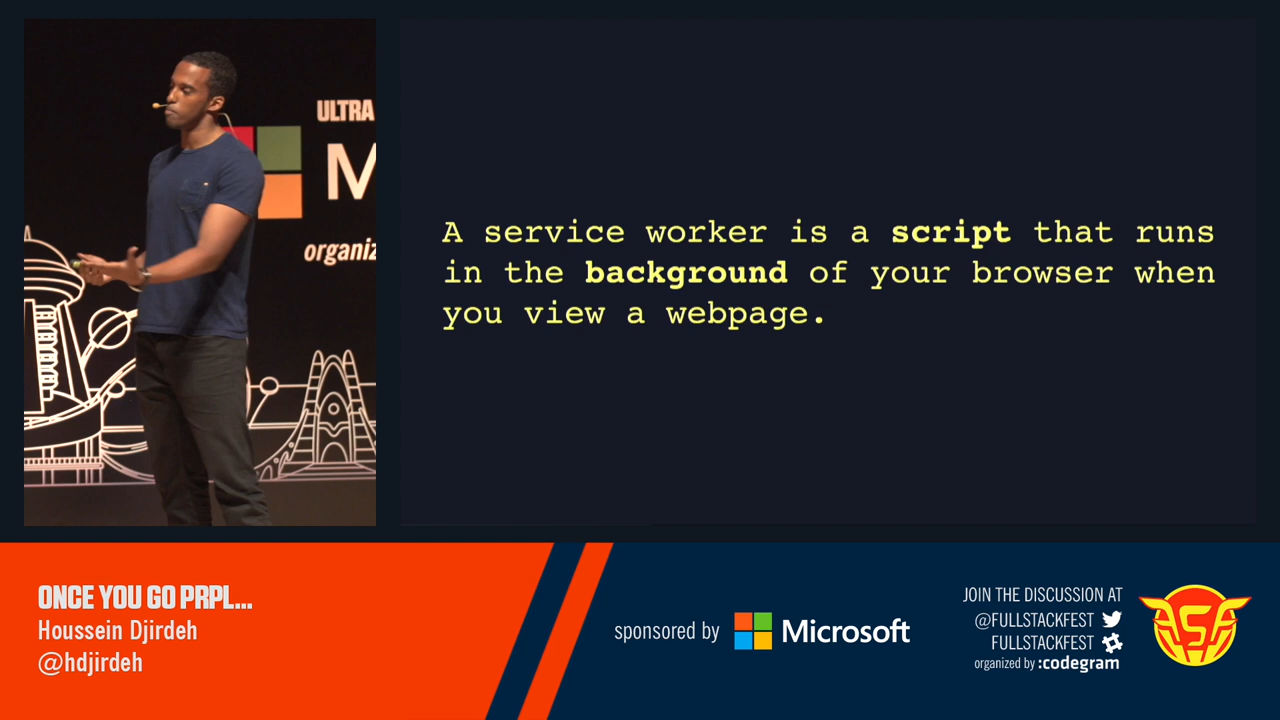 ULTRA
M
organiz
A service worker is a script that runs
in the background of your browser when
you view a webpage.
ONCE YOU GO PRPL...
Houssein Djirdeh
@hdjirdeh
sponsored by Microsoft
JOIN THE DISCUSSION AT
@FULLSTACKFEST
FULLSTACKFEST
organized by :codegram
FSF